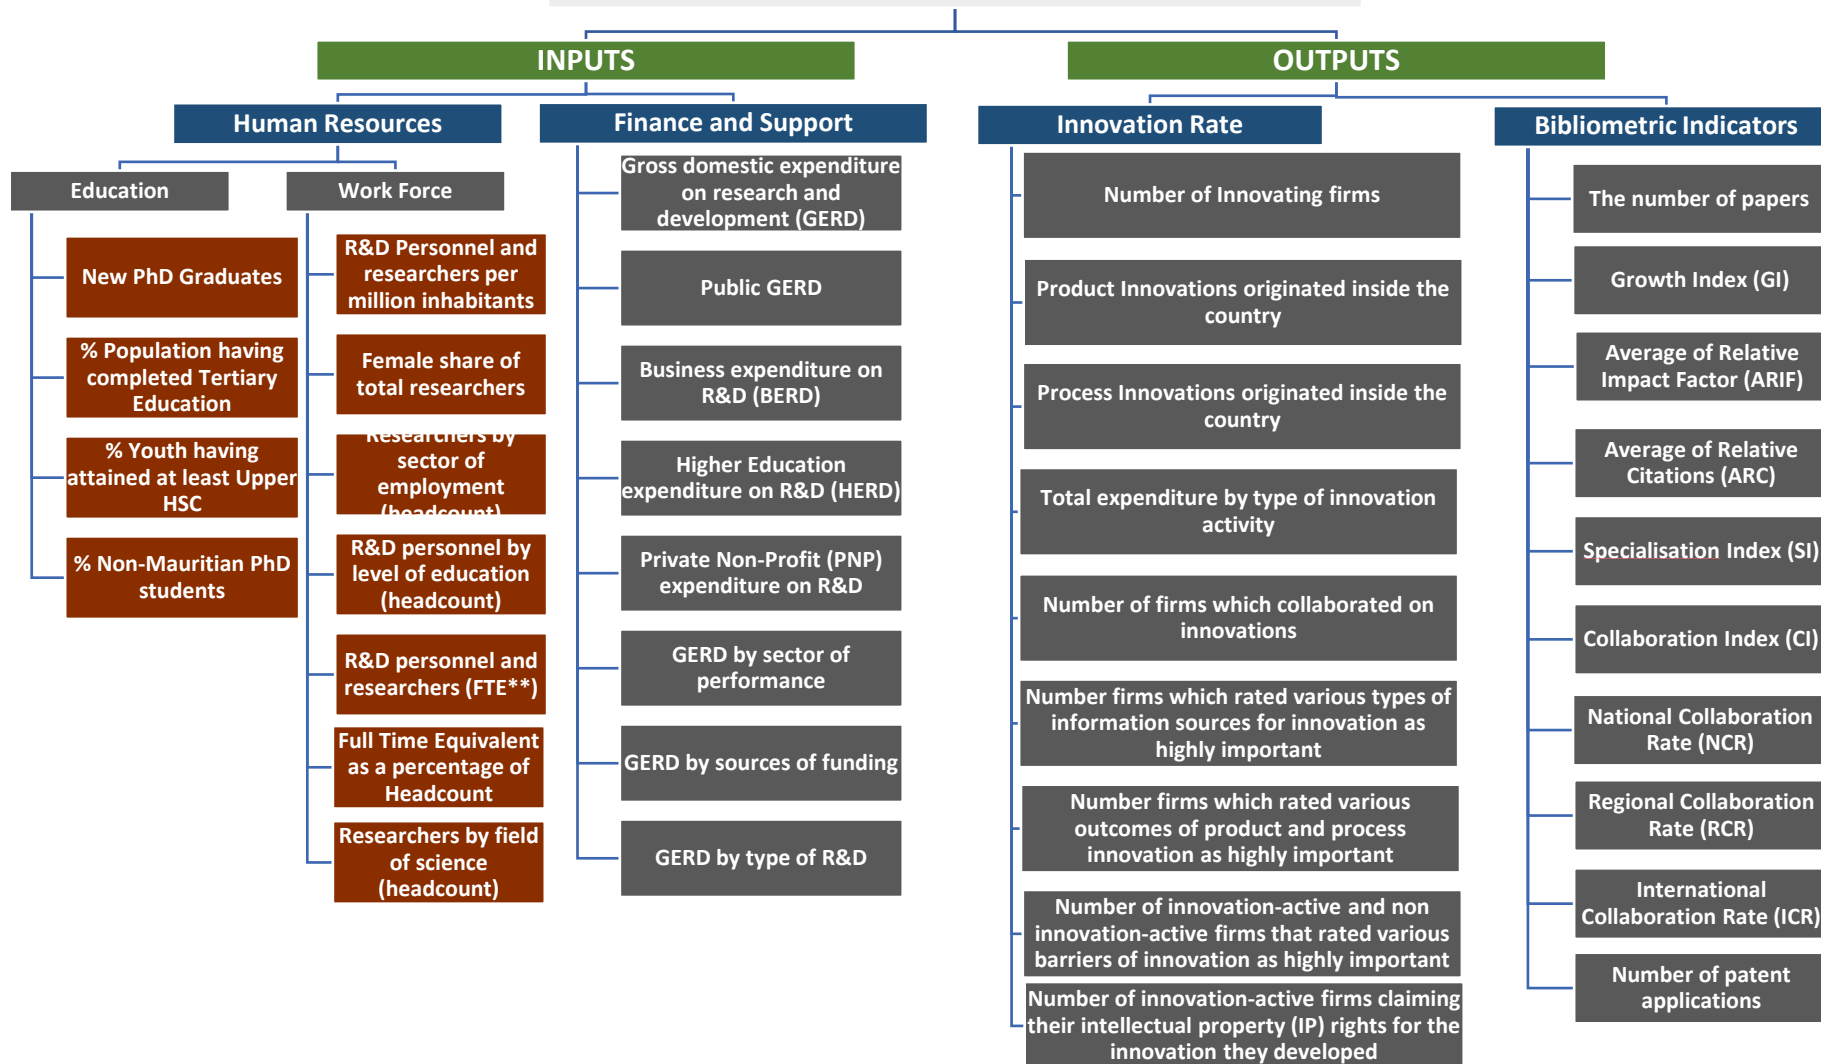 INPUTS
OUTPUTS
Human Resources
Finance and Support
Innovation Rate
Bibliometric Indicators
Education
Work Force
New PhD Graduates
% Population having
completed Tertiary
Education
% Youth having
attained at least Upper
HSC
% Non-Mauritian PhD
students
R&D Personnel and
researchers per
million inhabitants
Female share of
total researchers
Researchers by
sector of
employment
(headcount)
R&D personnel by
level of education
(headcount)
R&D personnel and
researchers (FTE**)
Full Time Equivalent
as a percentage of
Headcount
Researchers by field
of science
(headcount)
Gross domestic expenditure
on research and
development (GERD)
Public GERD
Business expenditure on
R&D (BERD)
Higher Education
expenditure on R&D (HERD)
Private Non-Profit (PNP)
expenditure on R&D
GERD by sector of
performance
GERD by sources of funding
GERD by type of R&D
Number of Innovating firms
Product Innovations originated inside the
country
Process Innovations originated inside the
country
Total expenditure by type of innovation
activity
Number of firms which collaborated on
innovations
Number firms which rated various types of
information sources for innovation as
highly important
Number firms which rated various
outcomes of product and process
innovation as highly important
Number of innovation-active and non
innovation-active firms that rated various
barriers of innovation as highly important
Number of innovation-active firms claiming
their intellectual property (IP) rights for the
innovation they developed
The number of papers
Growth Index (GI)
Average of Relative
Impact Factor (ARIF)
Average of Relative
Citations (ARC)
Specialisation Index (SI)
Collaboration Index (CI)
National Collaboration
Rate (NCR)
Regional Collaboration
Rate (RCR)
International
Collaboration Rate (ICR)
Number of patent
applications